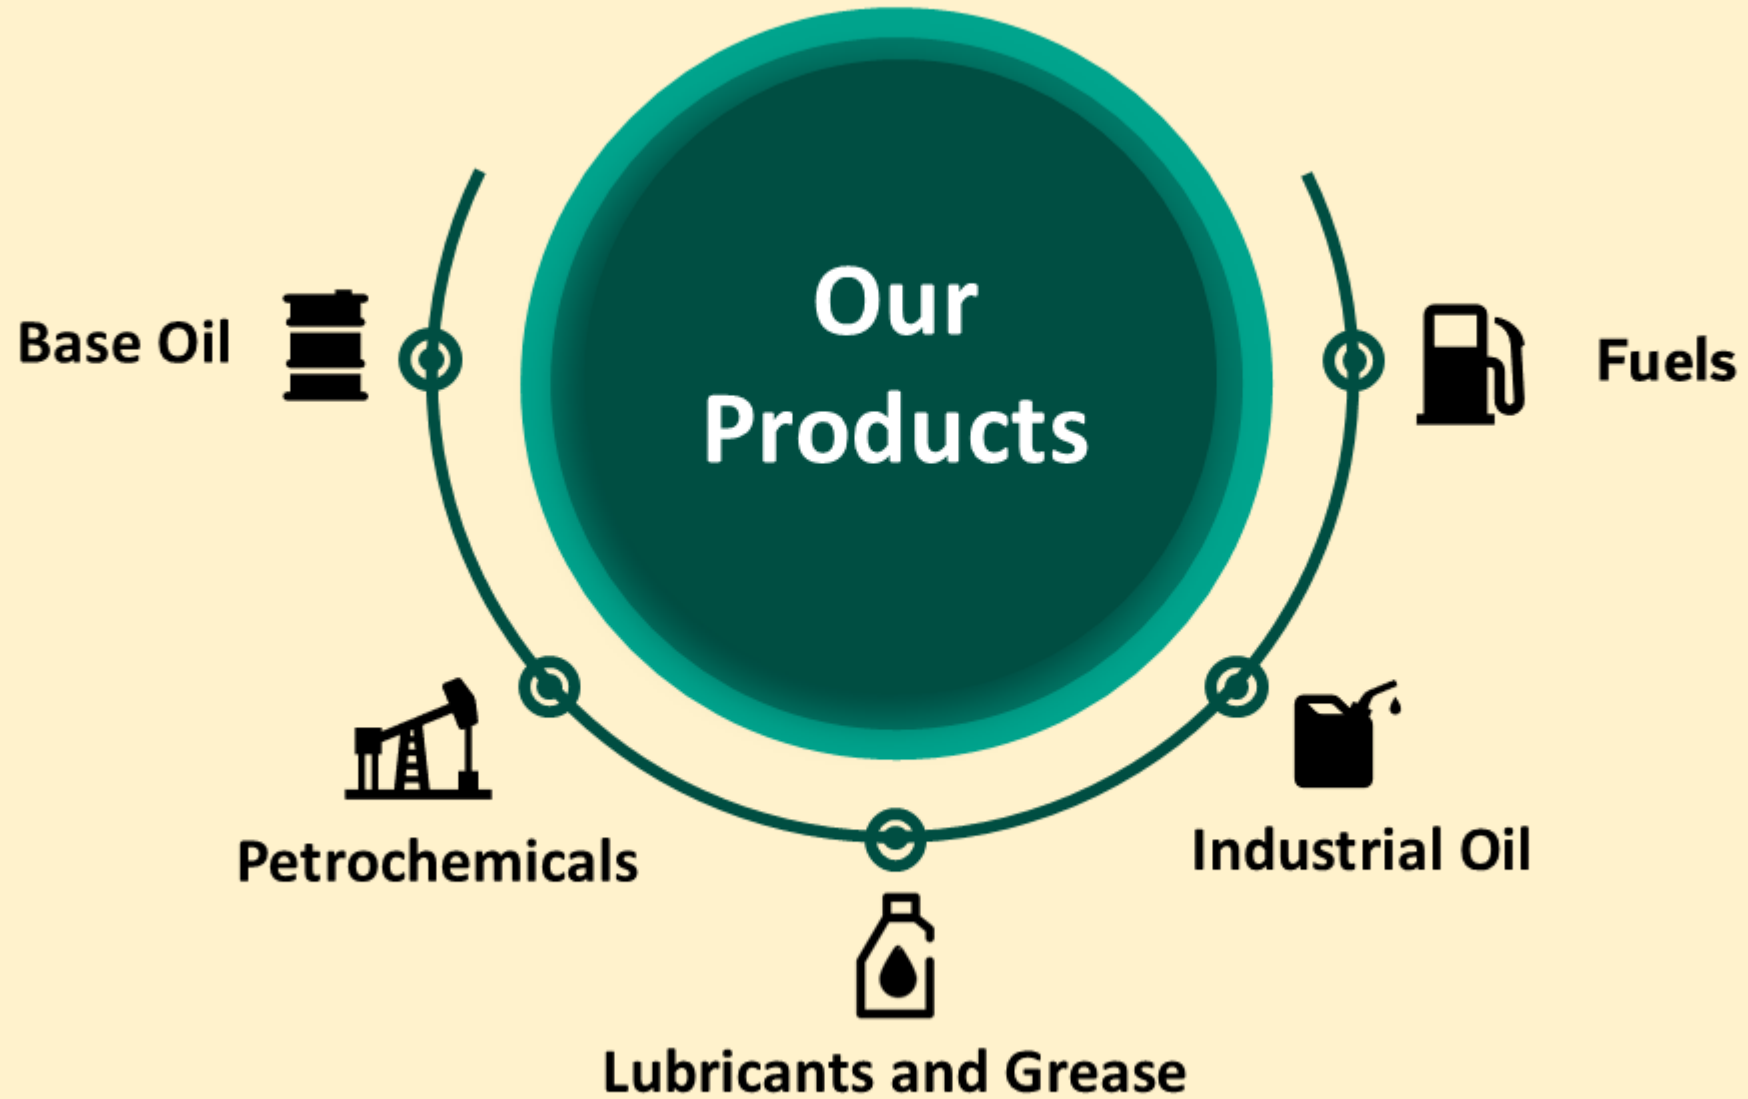 Our
Products
Base Oil
Fuels
Petrochemicals
Industrial Oil
Lubricants and Grease